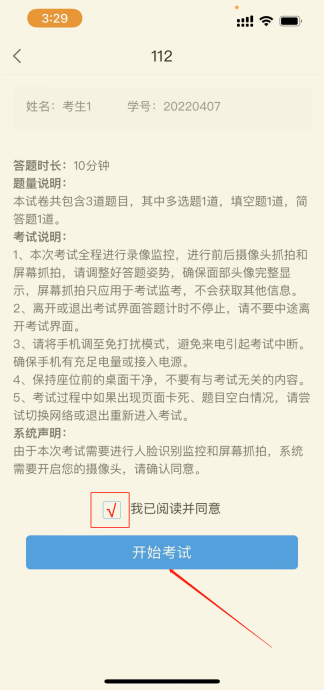 3:29
112
姓名：考生1 学号：20220407
答题时长：10分钟
题量说明：
本试卷共包含3道题目，其中多选题1道，填空题1道，简
答题1道。
考试说明：
1、本次考试全程进行录像监控，进行前后摄像头抓拍和
屏幕抓拍，请调整好答题姿势，确保面部头像完整显
示，屏幕抓拍只应用于考试监考，不会获取其他信息。
2、离开或退出考试界面答题计时不停止，请不要中途离
开考试界面。
3、请将手机调至免打扰模式，避免来电引起考试中断。
确保手机有充足电量或接入电源。
4、保持座位前的桌面干净，不要有与考试无关的内容。
5、考试过程中如果出现页面卡死、题目空白情况，请尝
试切换网络或退出重新进入考试。
系统声明：
由于本次考试需要进行人脸识别监控和屏幕抓拍，系统
需要开启您的摄像头，请确认同意。
√ 我已阅读并同意
开始考试